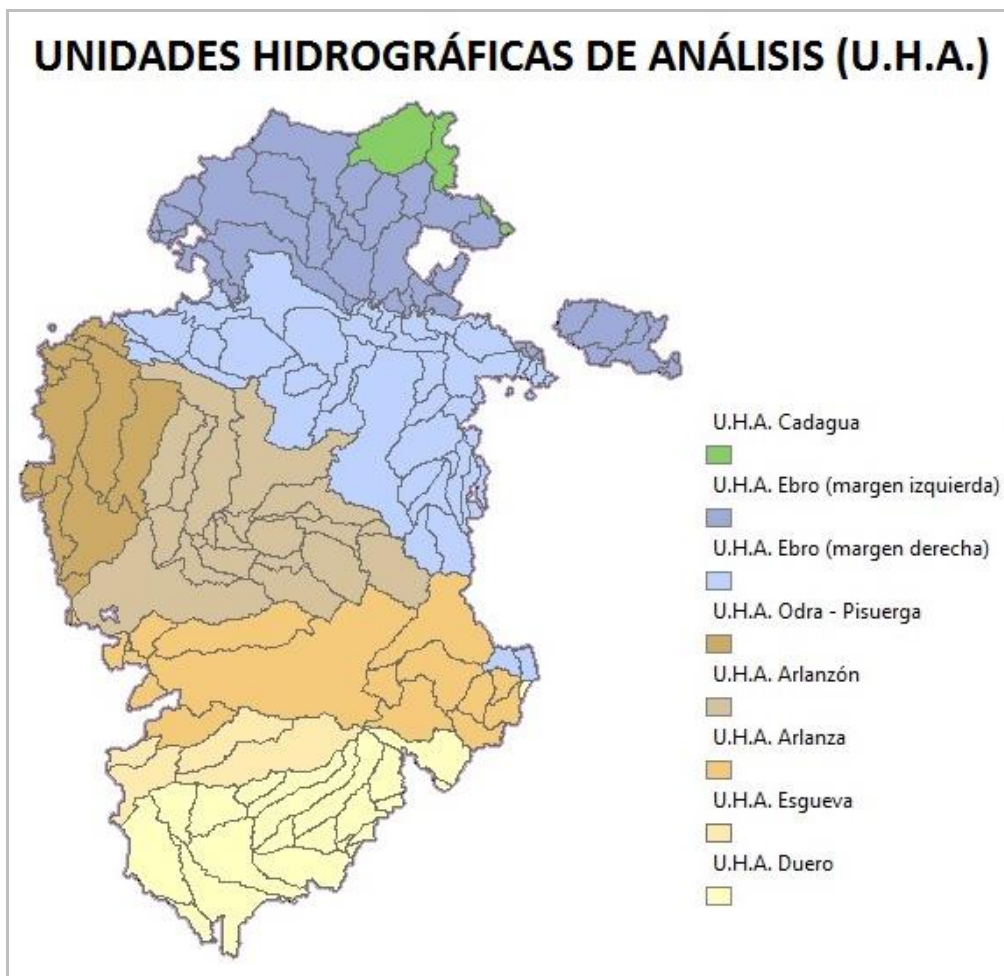 UNIDADES HIDROGRÁFICAS DE ANÁLISIS (U.H.A.)
U.H.A. Cadagua
U.H.A. Ebro (margen izquierda)
U.H.A. Ebro (margen derecha)
U.H.A. Odra - Pisuerga
U.H.A. Arlanzón
U.H.A. Arlanza
U.H.A. Esgueva
U.H.A. Duero